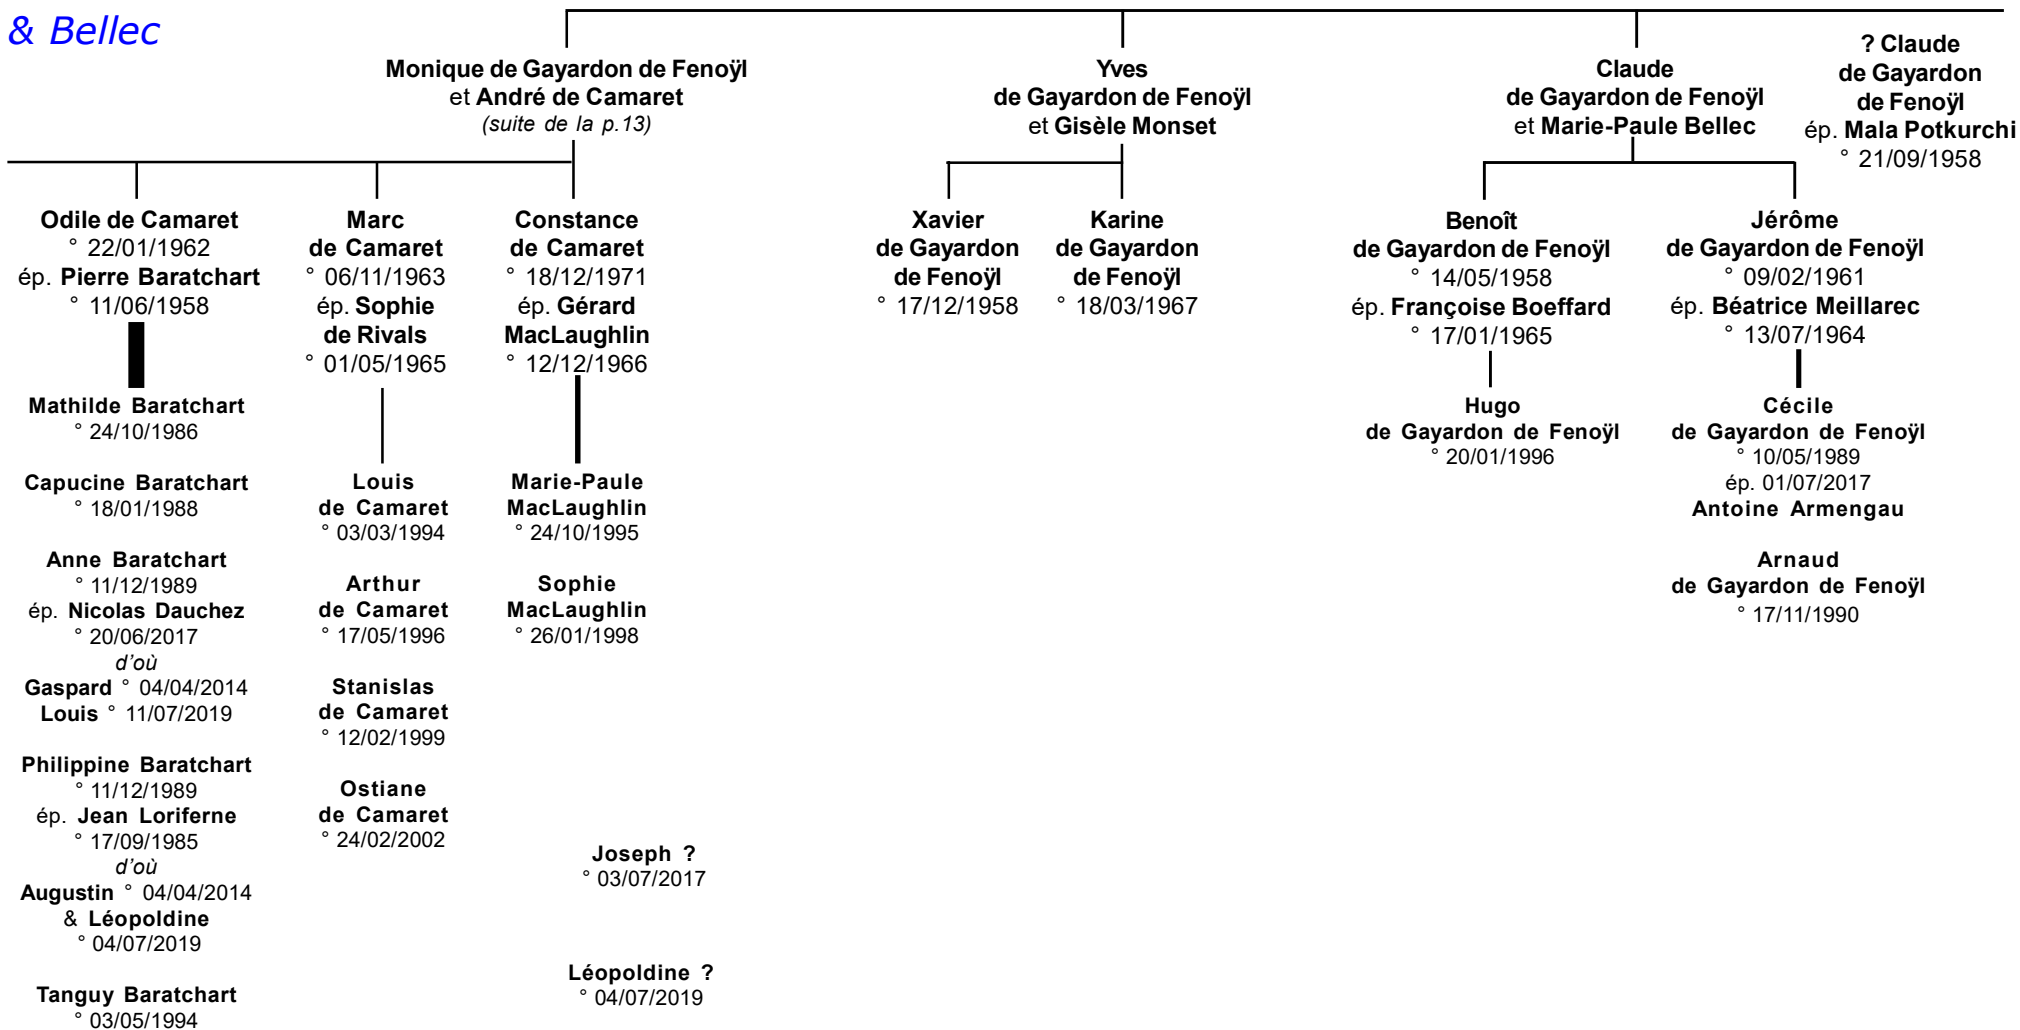 & Bellec
Monique de Gayardon de Fenoÿl
et André de Camaret
(suite de la p.13)
Yves
de Gayardon de Fenoÿl
et Gisèle Monset
Claude
de Gayardon de Fenoÿl
et Marie-Paule Bellec
? Claude
de Gayardon
de Fenoÿl
ép. Mala Potkurchi
° 21/09/1958
Odile de Camaret
° 22/01/1962
ép. Pierre Baratchart
° 11/06/1958
Mathilde Baratchart
° 24/10/1986
Capucine Baratchart
° 18/01/1988
Anne Baratchart
° 11/12/1989
ép. Nicolas Dauchez
° 20/06/2017
d'où
Gaspard ° 04/04/2014
Louis ° 11/07/2019
Philippine Baratchart
° 11/12/1989
ép. Jean Loriferne
° 17/09/1985
d'où
Augustin ° 04/04/2014
& Léopoldine
° 04/07/2019
Tanguy Baratchart
° 03/05/1994
Marc
de Camaret
° 06/11/1963
ép. Sophie
de Rivals
° 01/05/1965
Louis
de Camaret
° 03/03/1994
Arthur
de Camaret
° 17/05/1996
Stanislas
de Camaret
° 12/02/1999
Ostiane
de Camaret
° 24/02/2002
Constance
de Camaret
° 18/12/1971
ép. Gérard
MacLaughlin
° 12/12/1966
Marie-Paule
MacLaughlin
° 24/10/1995
Sophie
MacLaughlin
° 26/01/1998
Joseph ?
° 03/07/2017
Léopoldine ?
° 04/07/2019
Xavier
de Gayardon
de Fenoÿl
° 17/12/1958
Karine
de Gayardon
de Fenoÿl
° 18/03/1967
Benoît
de Gayardon de Fenoÿl
° 14/05/1958
ép. Françoise Boeffard
° 17/01/1965
Hugo
de Gayardon de Fenoÿl
° 20/01/1996
Jérôme
de Gayardon de Fenoÿl
° 09/02/1961
ép. Béatrice Meillarec
° 13/07/1964
Cécile
de Gayardon de Fenoÿl
° 10/05/1989
ép. 01/07/2017
Antoine Armengau
Arnaud
de Gayardon de Fenoÿl
° 17/11/1990